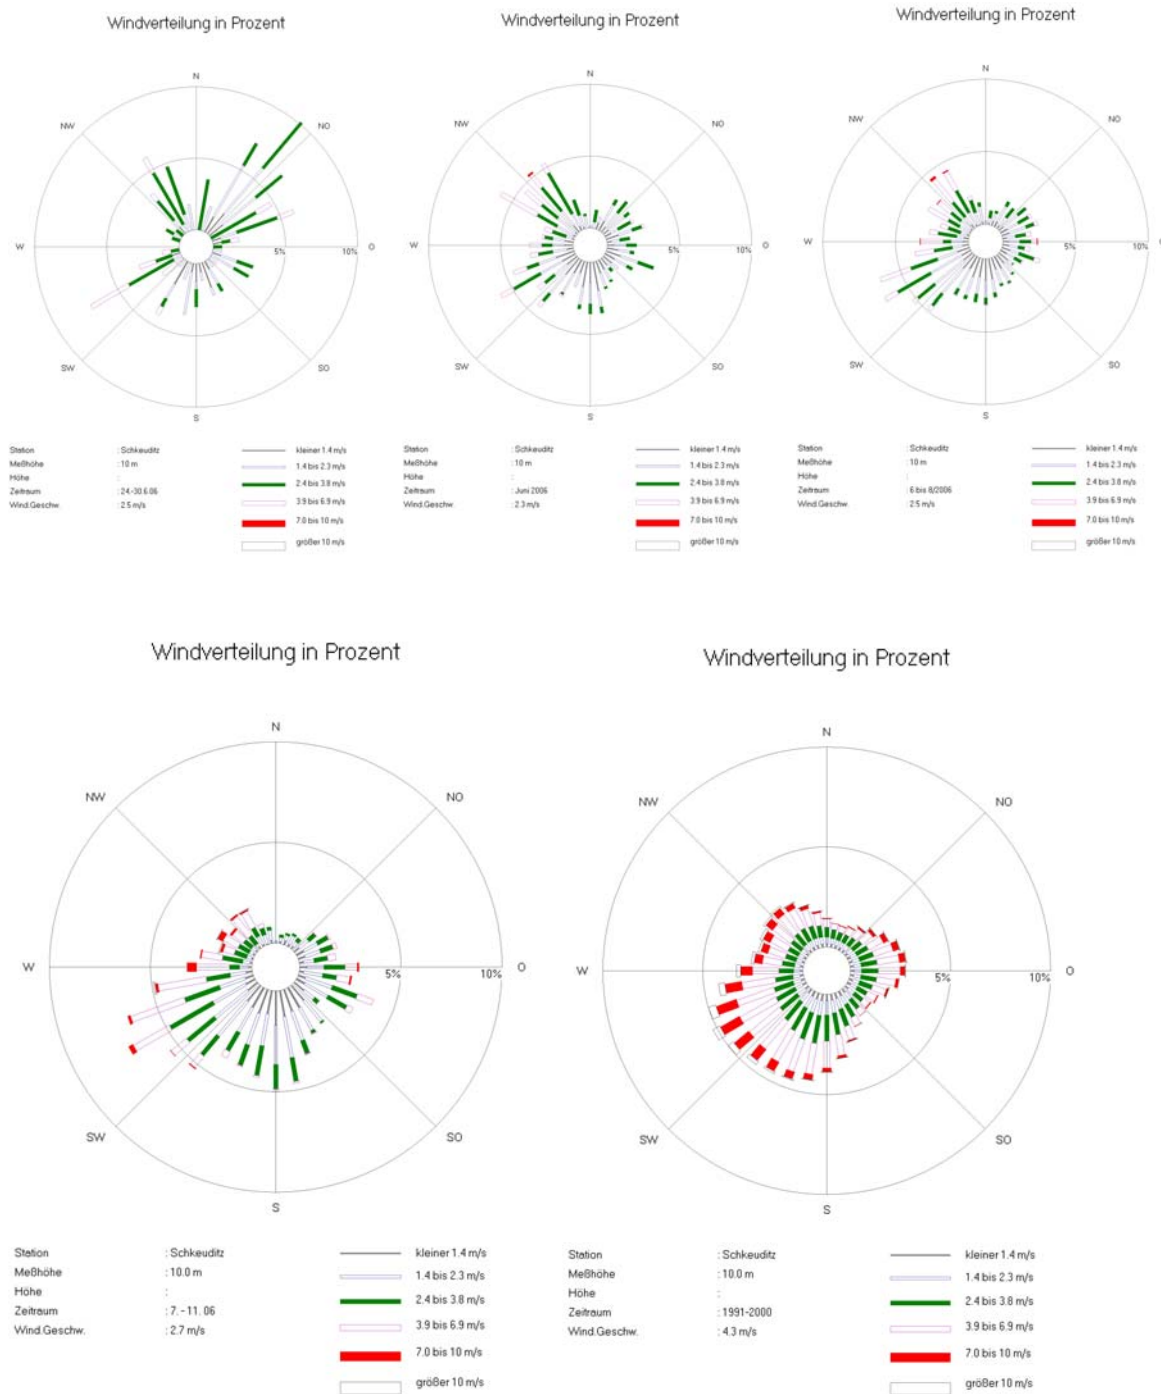 Windverteilung in Prozent
N
NW
NO
W
5%
10%
O
SW
SO
S
Station : Schkeuditz
Meßhöhe : 10 m
Höhe :
Zeitraum : 24.-30.6.06
Wind.Geschw. : 2.5 m/s
kleiner 1.4 m/s
1.4 bis 2.3 m/s
2.4 bis 3.8 m/s
3.9 bis 6.9 m/s
7.0 bis 10 m/s
größer 10 m/s
Windverteilung in Prozent
N
NW
NO
W
5%
10%
O
SW
SO
S
Station : Schkeuditz
Meßhöhe : 10 m
Höhe :
Zeitraum : Juni 2006
Wind.Geschw. : 2.3 m/s
kleiner 1.4 m/s
1.4 bis 2.3 m/s
2.4 bis 3.8 m/s
3.9 bis 6.9 m/s
7.0 bis 10 m/s
größer 10 m/s
Windverteilung in Prozent
N
NW
NO
W
5%
10%
SW
SO
S
Station : Schkeuditz
Meßhöhe : 10 m
Höhe :
Zeitraum : 6 bis 8/2006
Wind.Geschw. : 2.5 m/s
kleiner 1.4 m/s
1.4 bis 2.3 m/s
2.4 bis 3.8 m/s
3.9 bis 6.9 m/s
7.0 bis 10 m/s
größer 10 m/s
Windverteilung in Prozent
N
NW
NO
W
5%
10%
O
SW
SO
S
Station : Schkeuditz
Meßhöhe : 10.0 m
Höhe :
Zeitraum : 7. - 11. 06
Wind.Geschw. : 2.7 m/s
kleiner 1.4 m/s
1.4 bis 2.3 m/s
2.4 bis 3.8 m/s
3.9 bis 6.9 m/s
7.0 bis 10 m/s
größer 10 m/s
Windverteilung in Prozent
N
NW
NO
W
5%
10%
O
SW
SO
S
Station : Schkeuditz
Meßhöhe : 10.0 m
Höhe :
Zeitraum : 1991-2000
Wind.Geschw. : 4.3 m/s
kleiner 1.4 m/s
1.4 bis 2.3 m/s
2.4 bis 3.8 m/s
3.9 bis 6.9 m/s
7.0 bis 10 m/s
größer 10 m/s